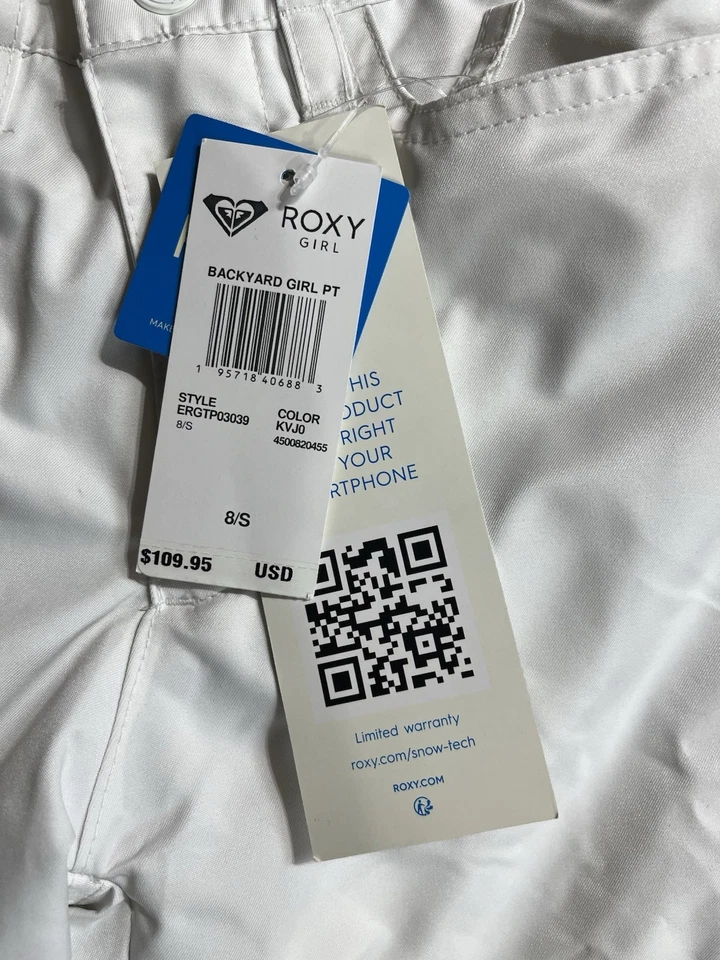 ROXY
GIRL
BACKYARD GIRL PT
1 95718 40688 3
STYLE
ERGTP03039
8/S
COLOR
KVJ0
4500820455
8/S
$109.95 USD
HIS
ODUCT
RIGHT
YOUR
RTPHONE
Limited warranty
roxy.com/snow-tech
ROXY.COM